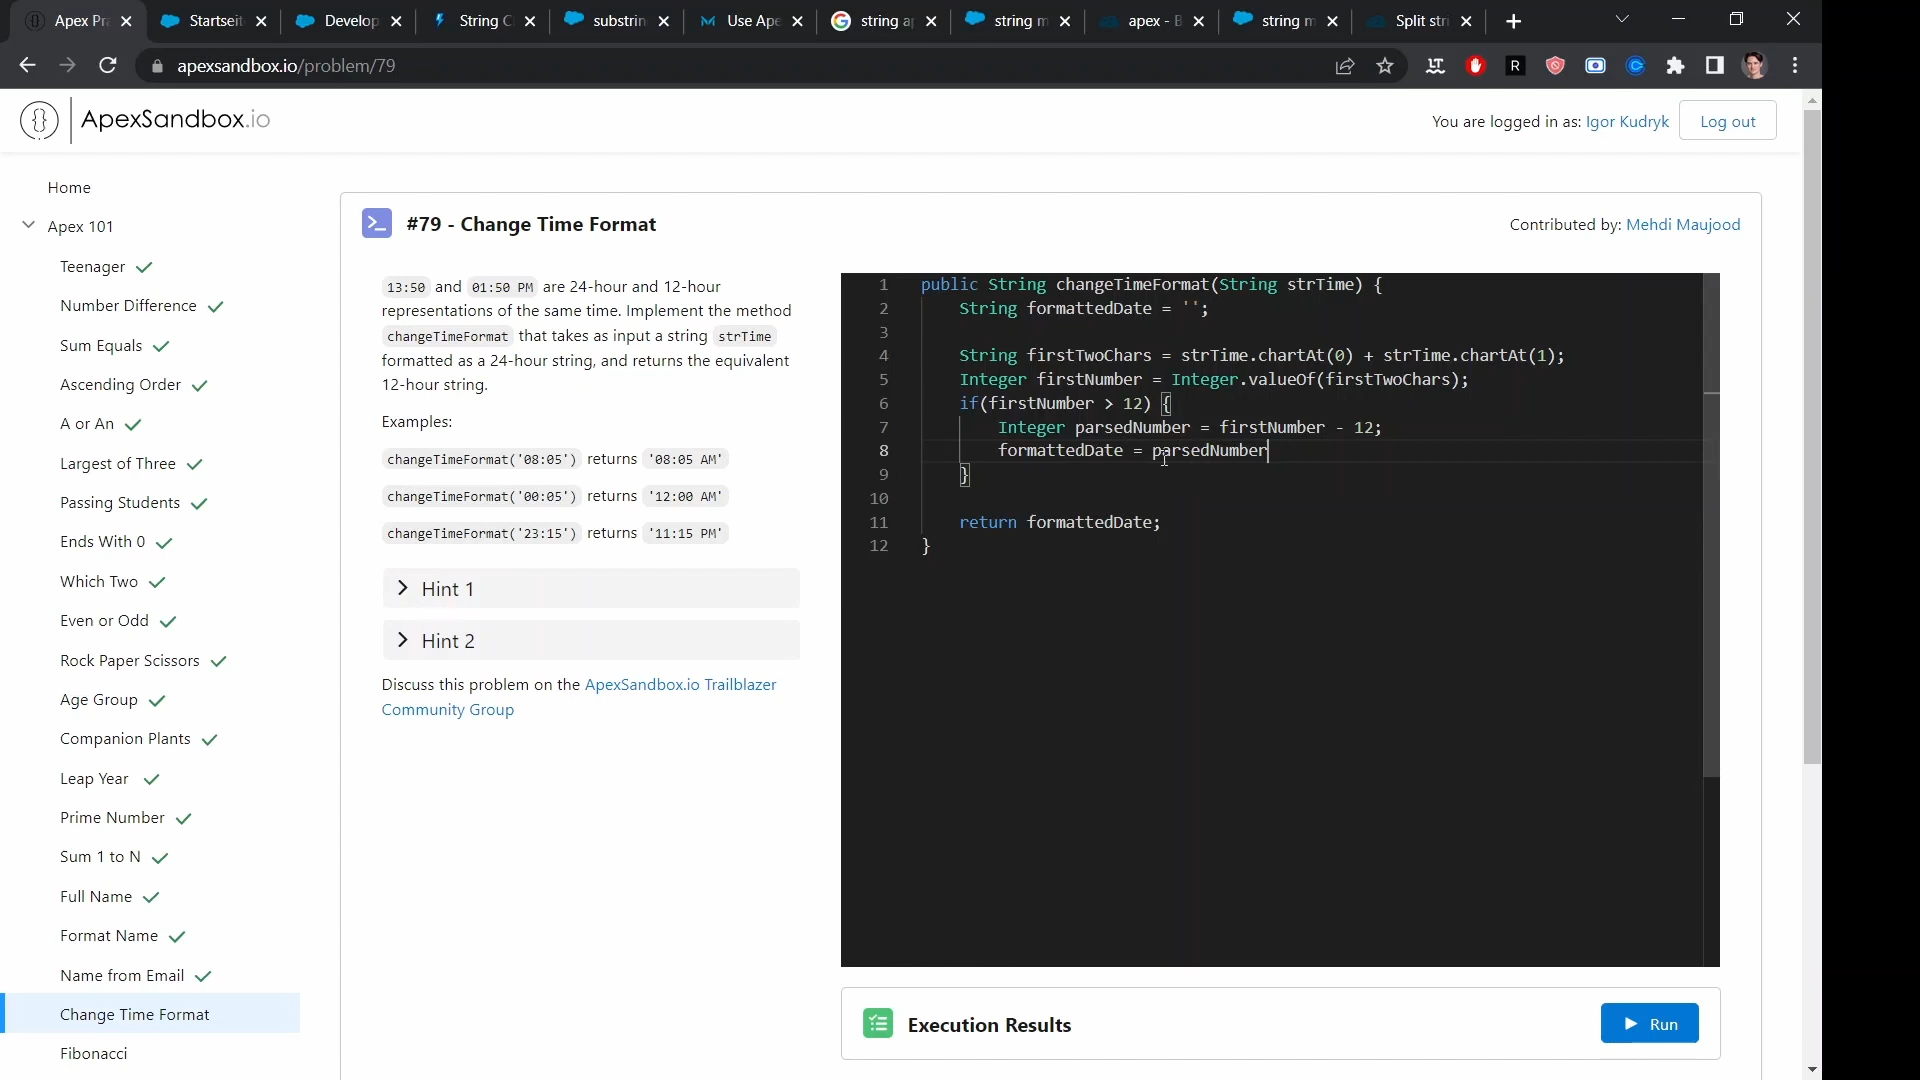 Apex Pra
Startseit
Develop
String C
substrin
Use Ape
string ap
string m
apex - B
string m
Split stri
apexsandbox.io/problem/79
ApexSandbox.io
You are logged in as: Igor Kudryk
Log out
Home
Apex 101
Teenager
Number Difference
Sum Equals
Ascending Order
A or An
Largest of Three
Passing Students
Ends With 0
Which Two
Even or Odd
Rock Paper Scissors
Age Group
Companion Plants
Leap Year
Prime Number
Sum 1 to N
Full Name
Format Name
Name from Email
Change Time Format
Fibonacci
#79 - Change Time Format
Contributed by: Mehdi Maujood
13:50 and 01:50 PM are 24-hour and 12-hour
representations of the same time. Implement the method
changeTimeFormat that takes as input a string strTime
formatted as a 24-hour string, and returns the equivalent
12-hour string.
Examples:
changeTimeFormat('08:05') returns '08:05 AM'
changeTimeFormat('00:05') returns '12:00 AM'
changeTimeFormat('23:15') returns '11:15 PM'
Hint 1
Hint 2
Discuss this problem on the ApexSandbox.io Trailblazer
Community Group
1 public String changeTimeFormat(String strTime) {
2 String formattedDate = '';
3
4 String firstTwoChars = strTime.chartAt(0) + strTime.chartAt(1);
5 Integer firstNumber = Integer.valueOf(firstTwoChars);
6 if(firstNumber > 12) {
7 Integer parsedNumber = firstNumber - 12;
8 formattedDate = parsedNumber
9 }
10
11 return formattedDate;
12 }
Execution Results
Run